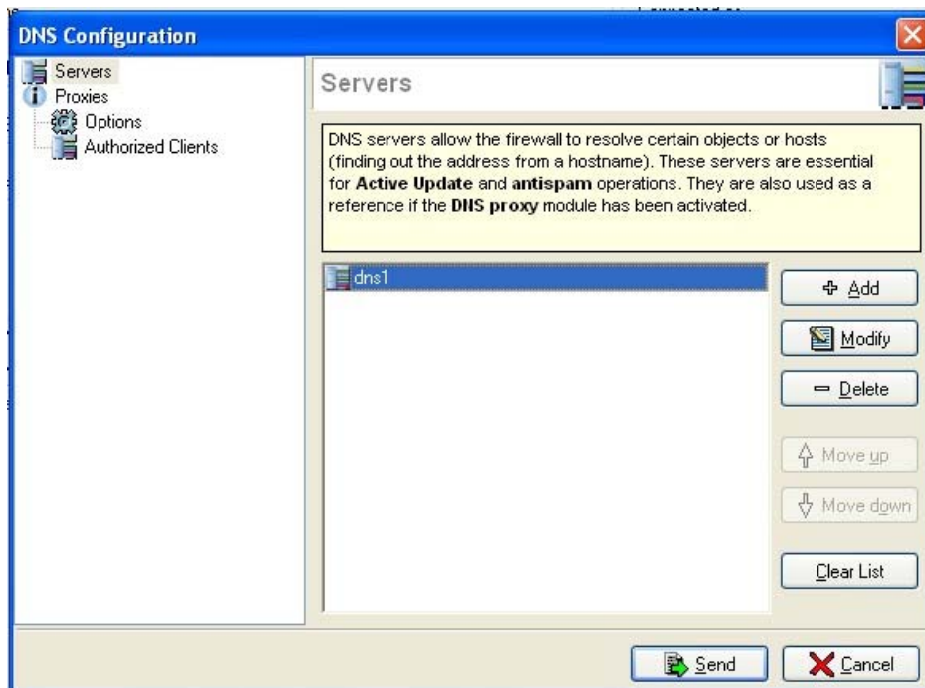 DNS Configuration
Servers
Proxies
Options
Authorized Clients
Servers
DNS servers allow the firewall to resolve certain objects or hosts
(finding out the address from a hostname). These servers are essential
for Active Update and antispam operations. They are also used as a
reference if the DNS proxy module has been activated.
dns1
Add
Modify
Delete
Move up
Move down
Clear List
Send
Cancel